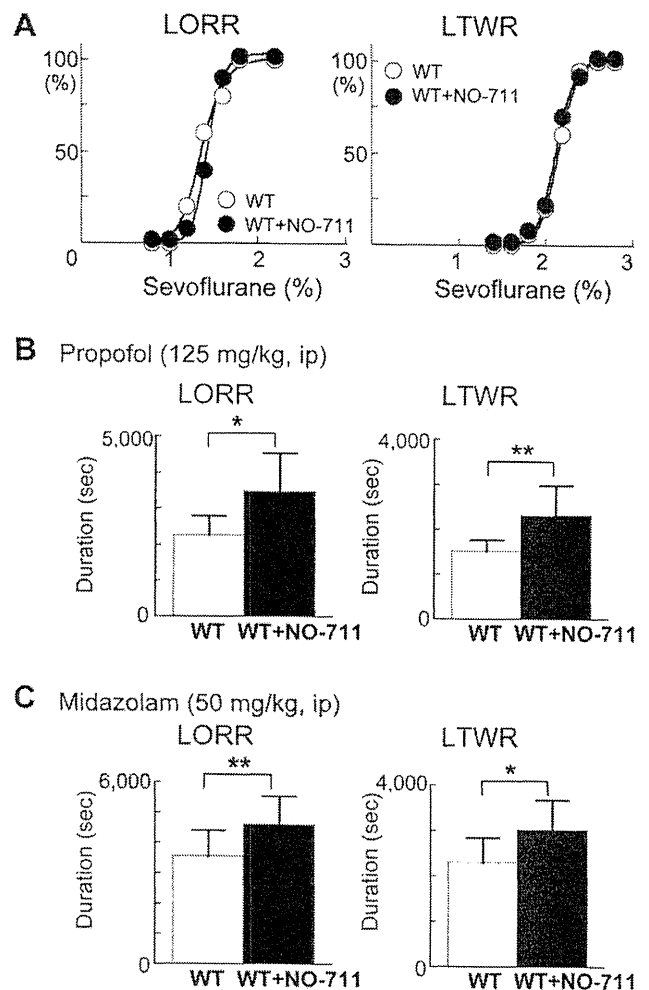 A
LORR
LTWR
100
(%)
50
0
1
2
3
WT
WT+NO-711
Sevoflurane (%)
100
(%)
50
1
2
3
WT
WT+NO-711
Sevoflurane (%)
B Propofol (125 mg/kg, ip)
LORR
LTWR
5,000
0
Duration (sec)
*
WT WT+NO-711
4,000
0
Duration (sec)
**
WT WT+NO-711
C Midazolam (50 mg/kg, ip)
LORR
LTWR
6,000
0
Duration (sec)
**
WT WT+NO-711
4,000
0
Duration (sec)
*
WT WT+NO-711